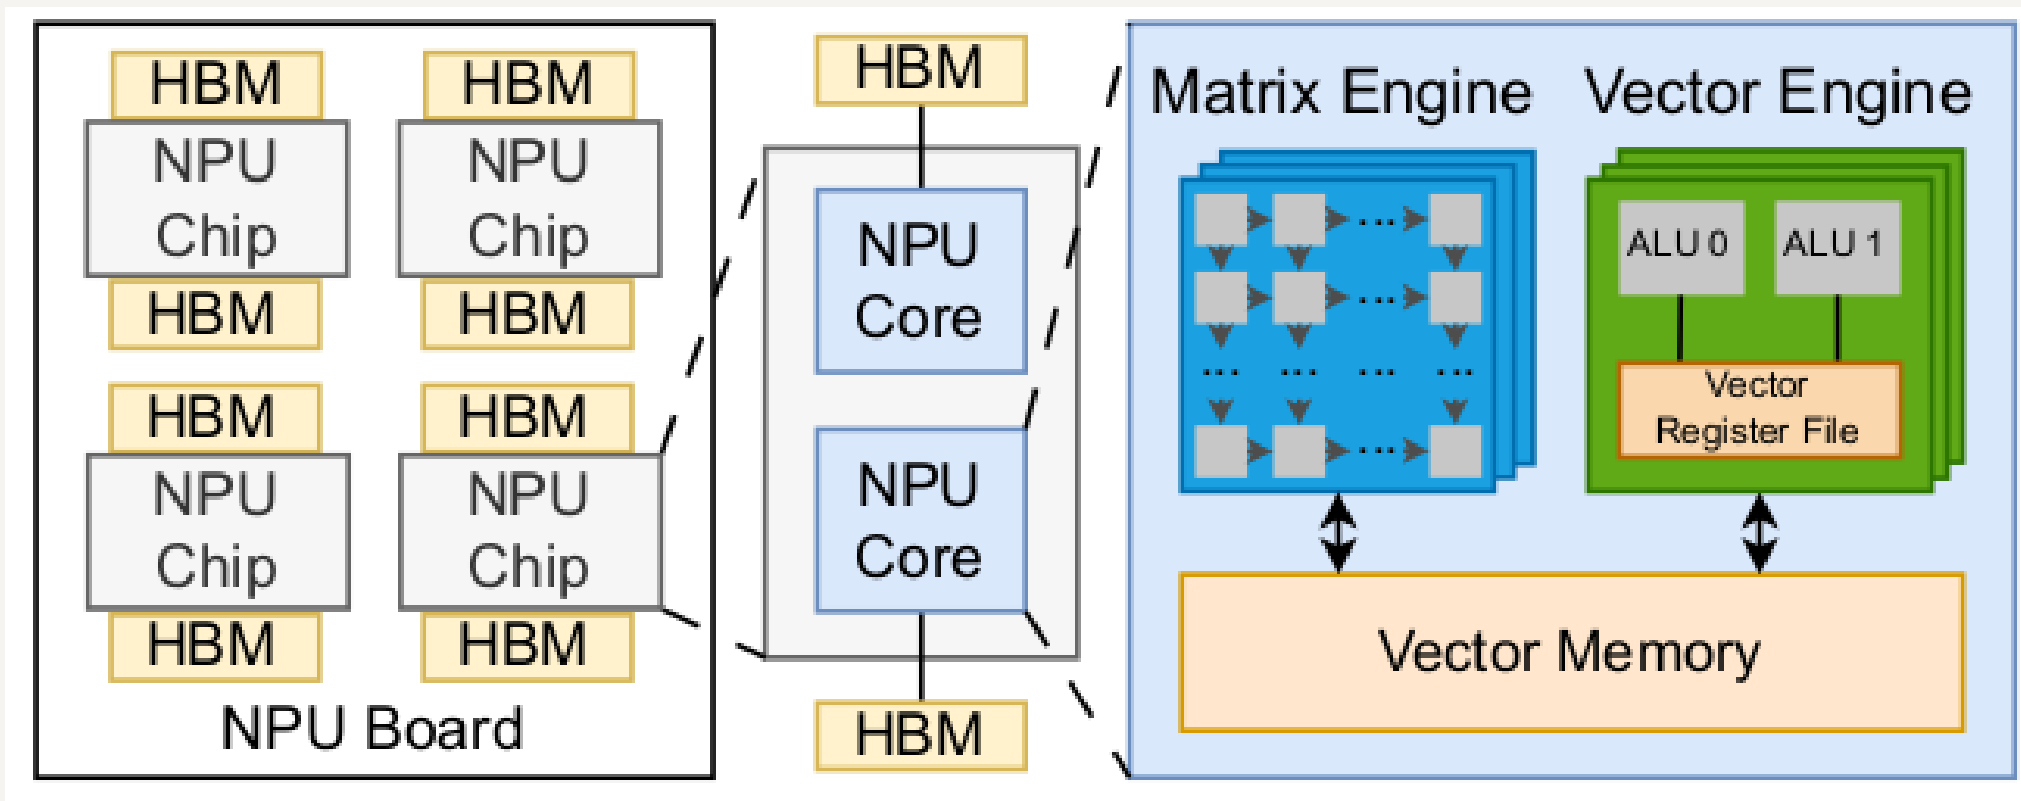 HBM
HBM
NPU
Chip
NPU
Chip
HBM
HBM
HBM
HBM
NPU
Chip
NPU
Chip
HBM
HBM
NPU Board
HBM
NPU
Core
NPU
Core
HBM
Matrix Engine
Vector Engine
...
...
... ... ... ...
...
ALU 0
ALU 1
Vector
Register File
Vector Memory